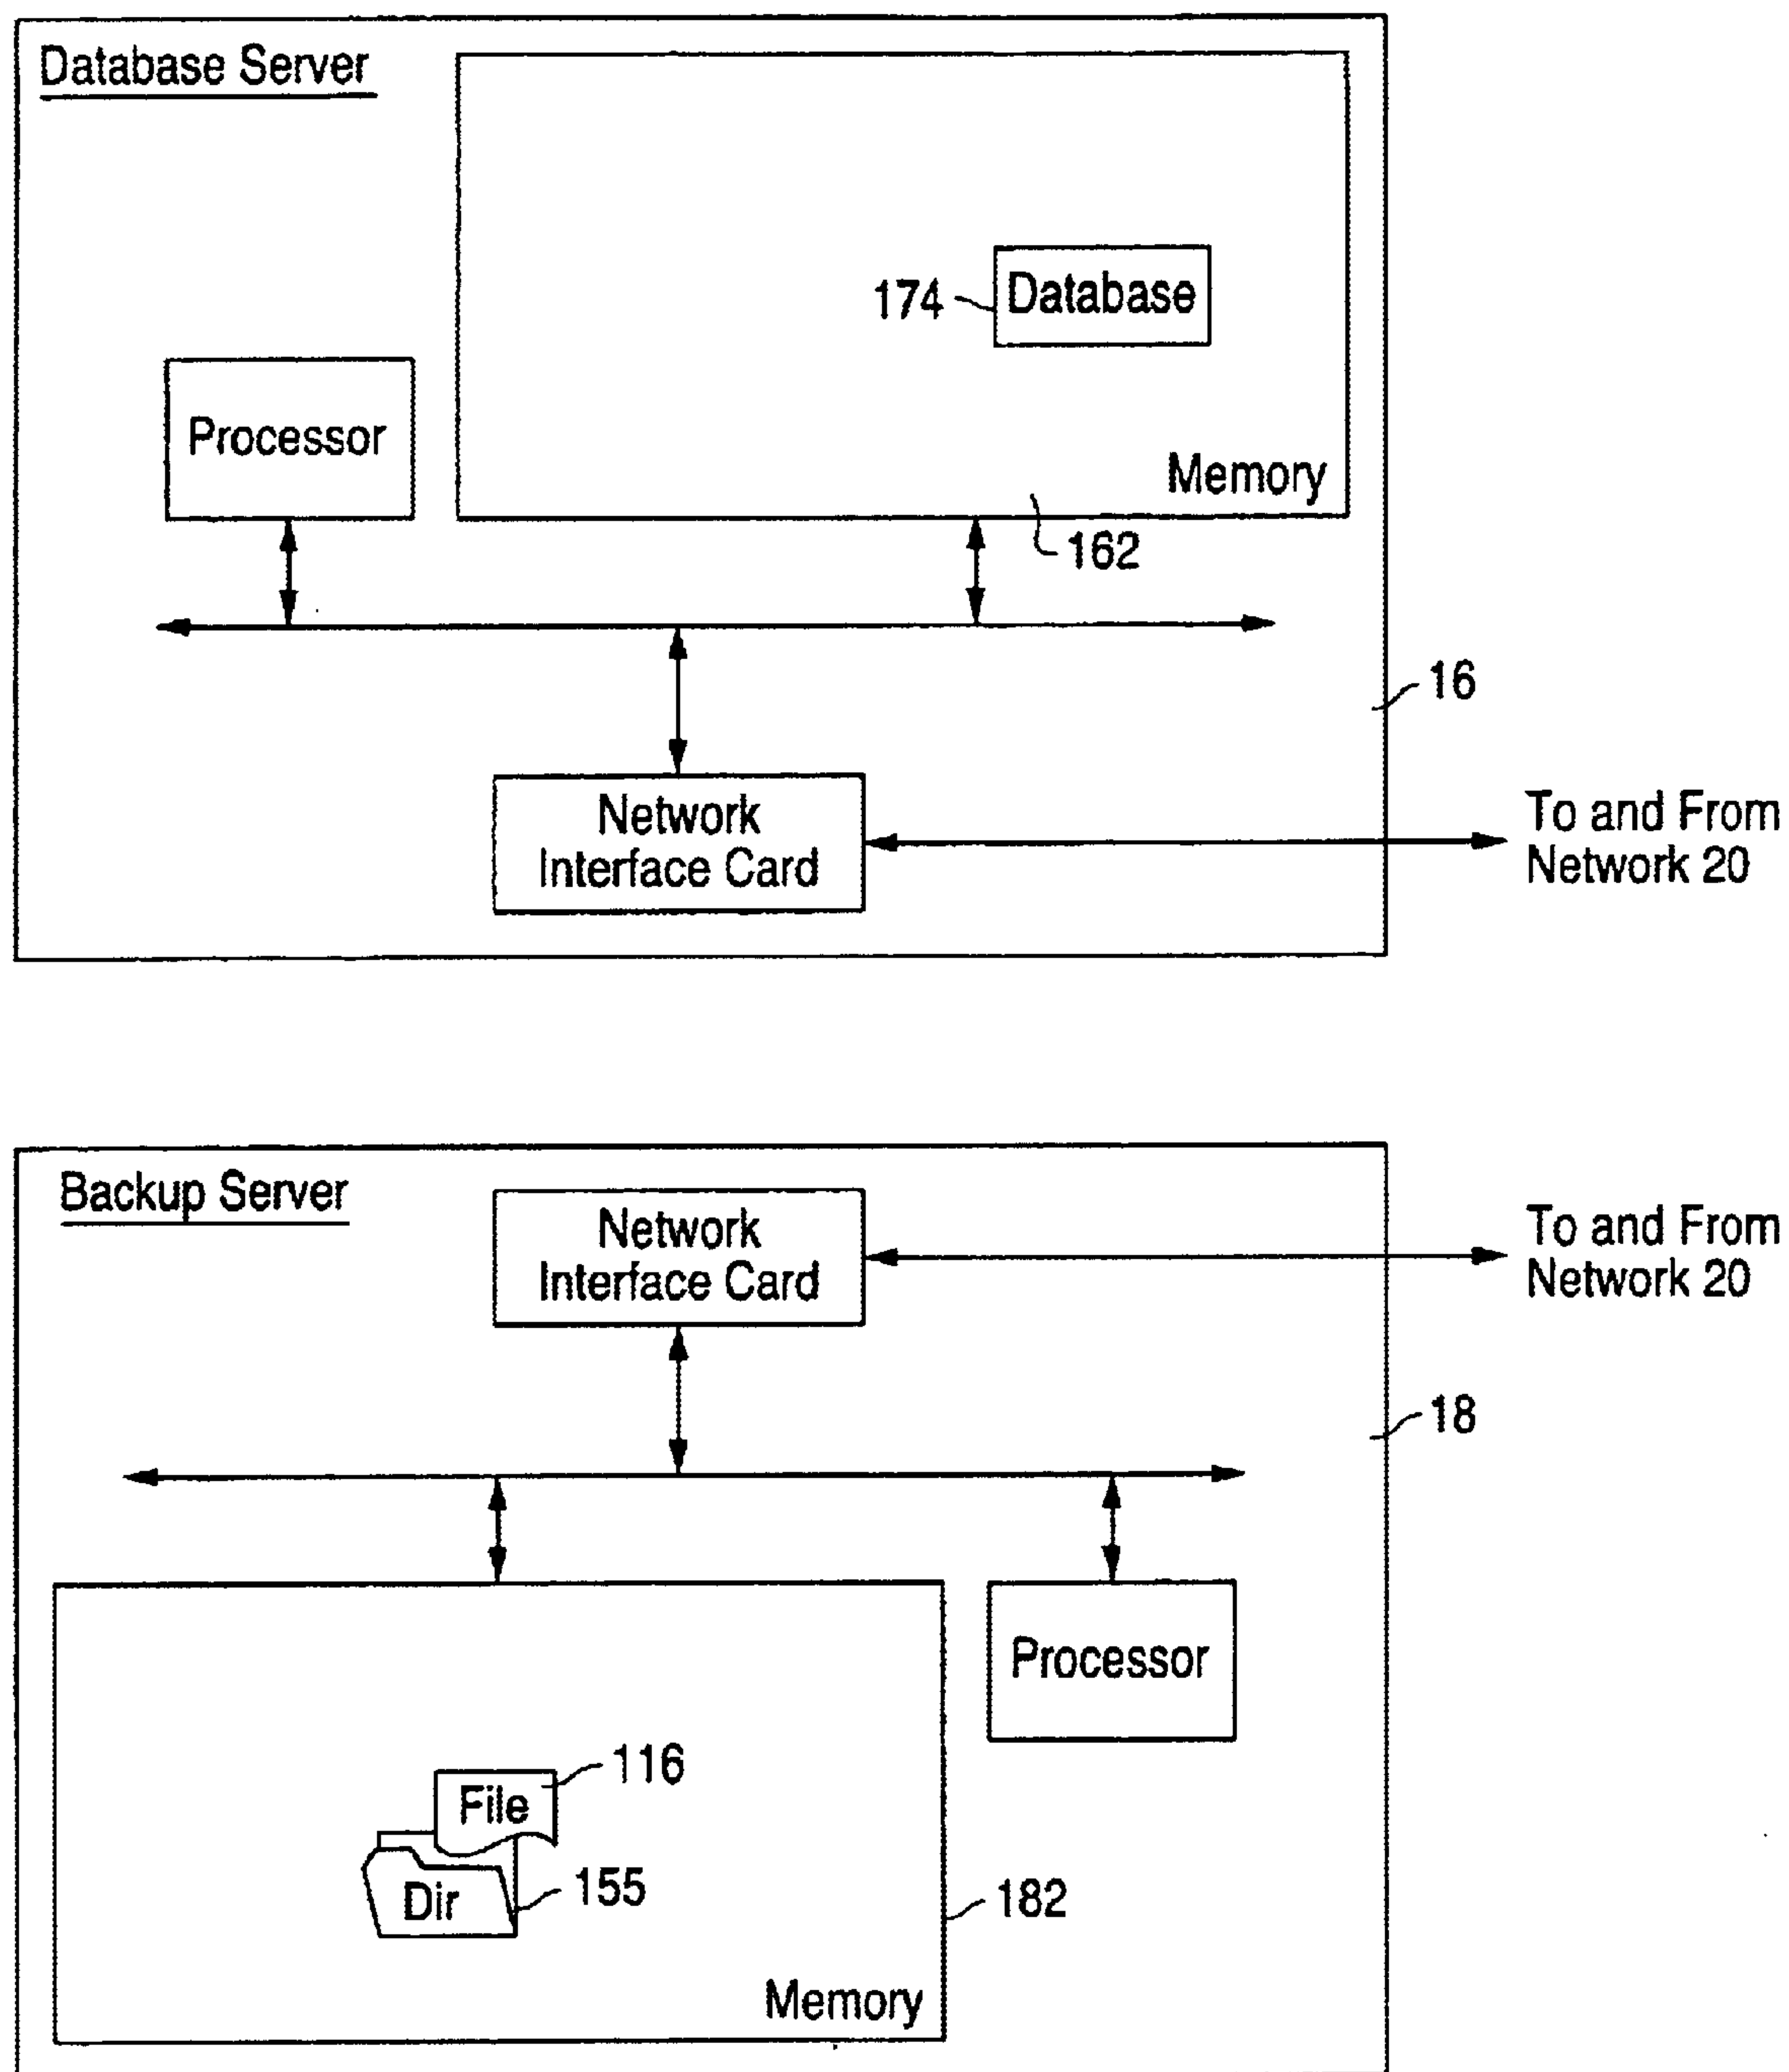 Database Server
174
Database
Processor
Memory
162
16
Network
Interface Card
To and From
Network 20
Backup Server
Network
Interface Card
To and From
Network 20
18
Processor
116
File
Dir
155
182
Memory